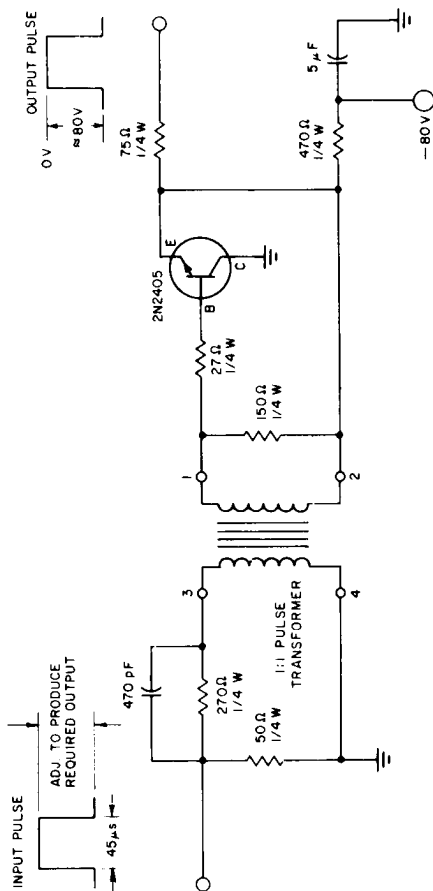 INPUT PULSE
ADJ. TO PRODUCE
REQUIRED OUTPUT
45μs
470 pF
270Ω
1/4 W
50Ω
1/4 W
3
4
1:1 PULSE
TRANSFORMER
1
2
150Ω
1/4 W
27Ω
1/4 W
2N2405
B
E
C
75Ω
1/4 W
470Ω
1/4 W
5 μF
−80V
OUTPUT PULSE
0V
≈80V